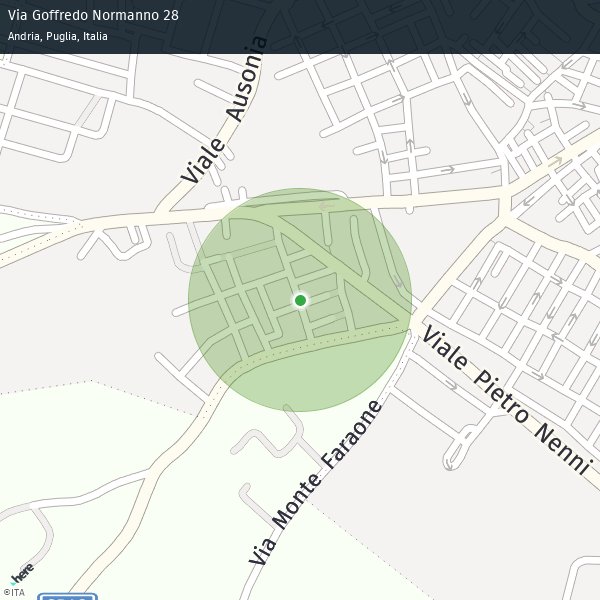 Via Goffredo Normanno 28
Andria, Puglia, Italia
Viale Ausonia
Viale Pietro Nenni
Via Monte Faraone
here
©ITA